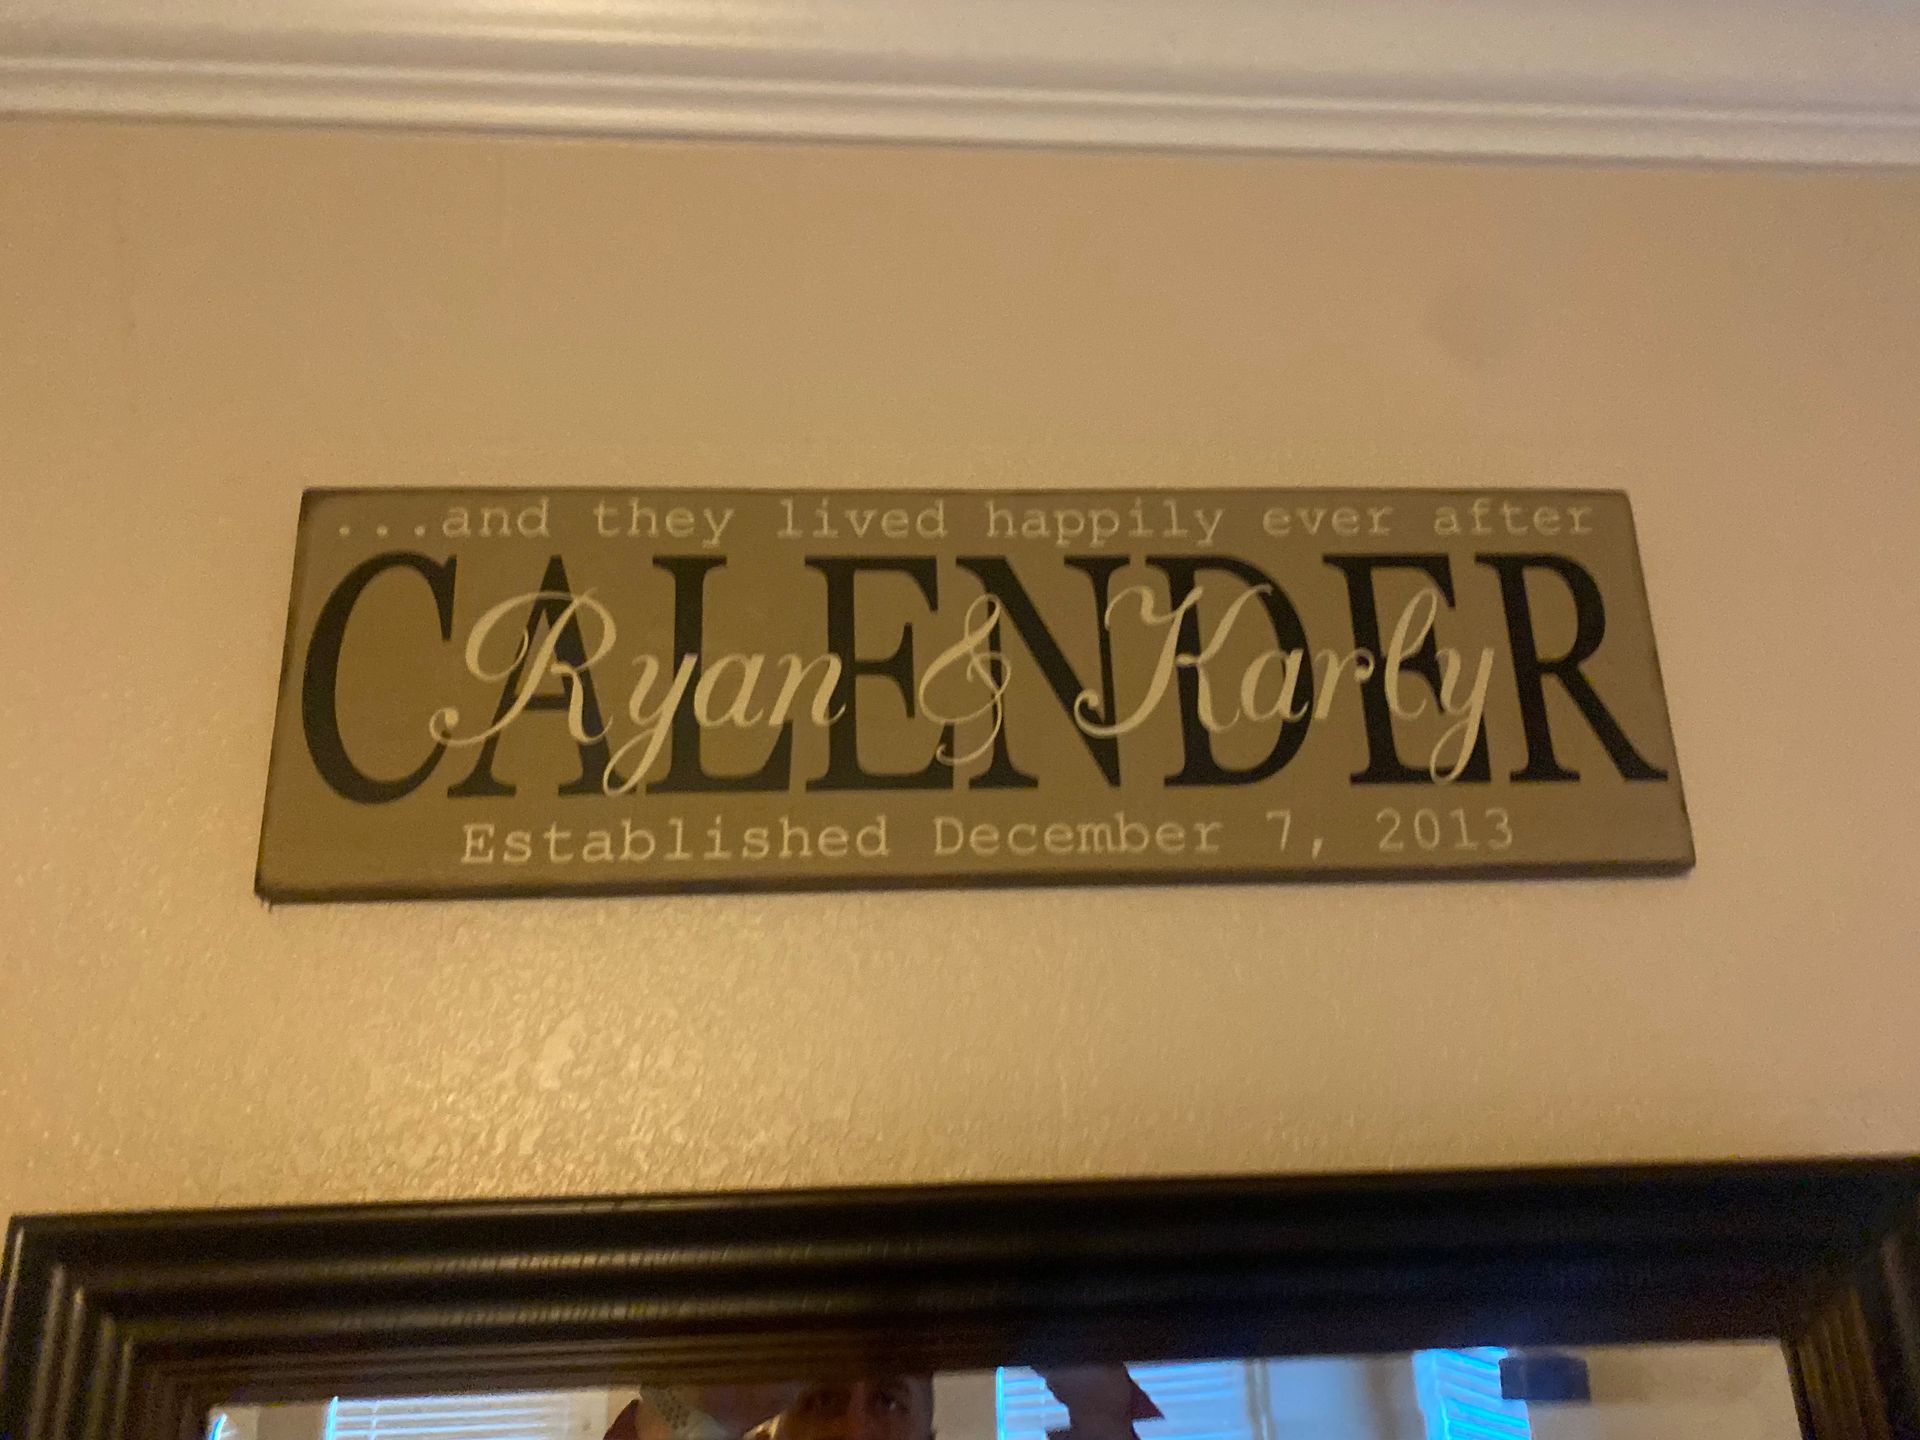 ...and they lived happily ever after
CALENDER
Ryan & Karly
Established December 7, 2013